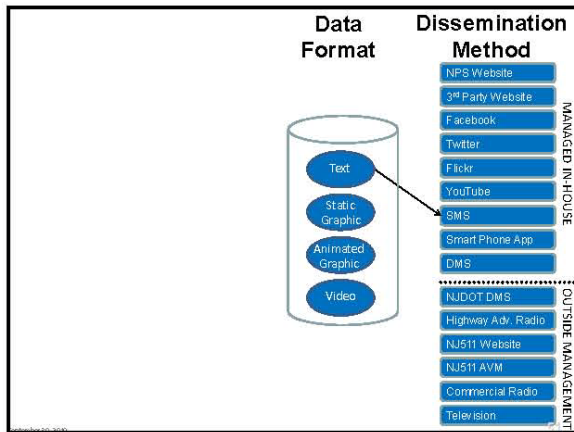 Data
Format
Dissemination
Method
Text
Static
Graphic
Animated
Graphic
Video
NPS Website
3rd Party Website
Facebook
Twitter
Flickr
YouTube
SMS
Smart Phone App
DMS
MANAGED IN-HOUSE
NJDOT DMS
Highway Adv. Radio
NJ511 Website
NJ511 AVM
Commercial Radio
Television
OUTSIDE MANAGEMENT